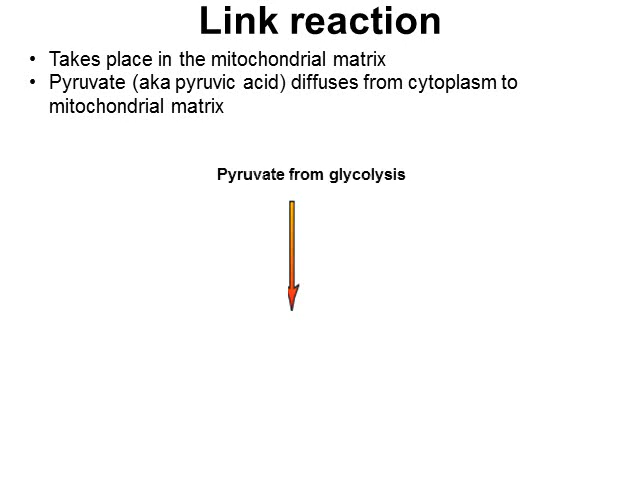 Link reaction
• Takes place in the mitochondrial matrix
• Pyruvate (aka pyruvic acid) diffuses from cytoplasm to
mitochondrial matrix
Pyruvate from glycolysis